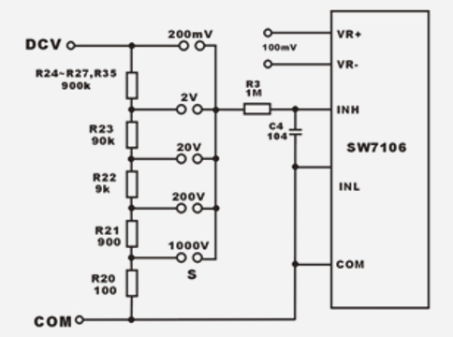 200mV
DCV
VR+
100mV
R24~R27,R35
900k
VR-
R3
1M
2V
INH
C4
104
R23
90k
20V
SW7106
R22
9k
200V
INL
R21
900
1000V
S
COM
R20
100
COM